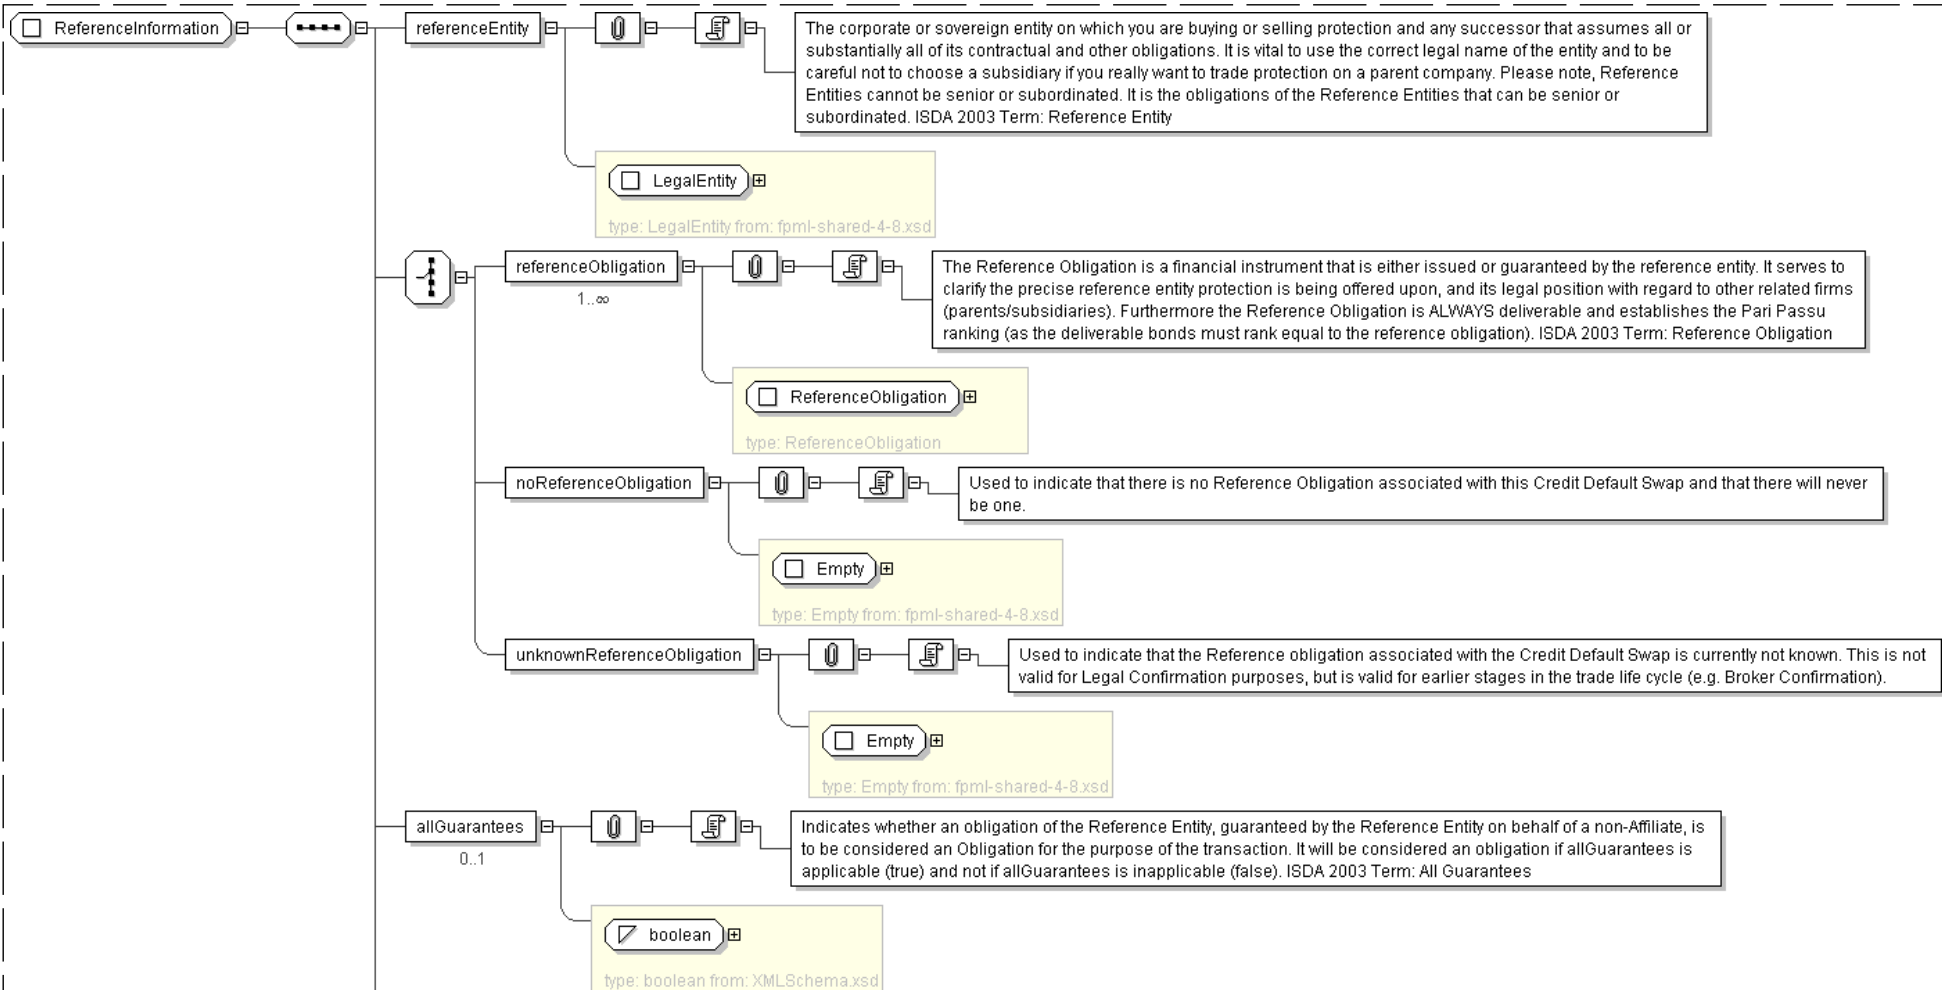 ReferenceInformation
referenceEntity
The corporate or sovereign entity on which you are buying or selling protection and any successor that assumes all or
substantially all of its contractual and other obligations. It is vital to use the correct legal name of the entity and to be
careful not to choose a subsidiary if you really want to trade protection on a parent company. Please note, Reference
Entities cannot be senior or subordinated. It is the obligations of the Reference Entities that can be senior or
subordinated. ISDA 2003 Term: Reference Entity
LegalEntity
type: LegalEntity from: fpml-shared-4-8.xsd
referenceObligation
1..∞
The Reference Obligation is a financial instrument that is either issued or guaranteed by the reference entity. It serves to
clarify the precise reference entity protection is being offered upon, and its legal position with regard to other related firms
(parents/subsidiaries). Furthermore the Reference Obligation is ALWAYS deliverable and establishes the Pari Passu
ranking (as the deliverable bonds must rank equal to the reference obligation). ISDA 2003 Term: Reference Obligation
ReferenceObligation
type: ReferenceObligation
noReferenceObligation
Used to indicate that there is no Reference Obligation associated with this Credit Default Swap and that there will never
be one.
Empty
type: Empty from: fpml-shared-4-8.xsd
unknownReferenceObligation
Used to indicate that the Reference obligation associated with the Credit Default Swap is currently not known. This is not
valid for Legal Confirmation purposes, but is valid for earlier stages in the trade life cycle (e.g. Broker Confirmation).
Empty
type: Empty from: fpml-shared-4-8.xsd
allGuarantees
0..1
Indicates whether an obligation of the Reference Entity, guaranteed by the Reference Entity on behalf of a non-Affiliate, is
to be considered an Obligation for the purpose of the transaction. It will be considered an obligation if allGuarantees is
applicable (true) and not if allGuarantees is inapplicable (false). ISDA 2003 Term: All Guarantees
boolean
type: boolean from: XMLSchema.xsd